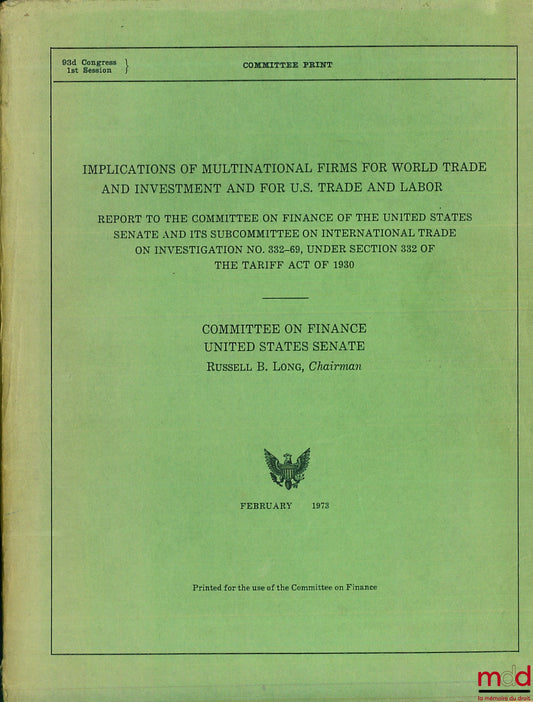 93d Congress
1st Session
COMMITTEE PRINT
IMPLICATIONS OF MULTINATIONAL FIRMS FOR WORLD TRADE
AND INVESTMENT AND FOR U.S. TRADE AND LABOR
REPORT TO THE COMMITTEE ON FINANCE OF THE UNITED STATES
SENATE AND ITS SUBCOMMITTEE ON INTERNATIONAL TRADE
ON INVESTIGATION NO. 332–69, UNDER SECTION 332 OF
THE TARIFF ACT OF 1930
COMMITTEE ON FINANCE
UNITED STATES SENATE
RUSSELL B. LONG, Chairman
FEBRUARY 1973
Printed for the use of the Committee on Finance
mdd
la mémoire du droit